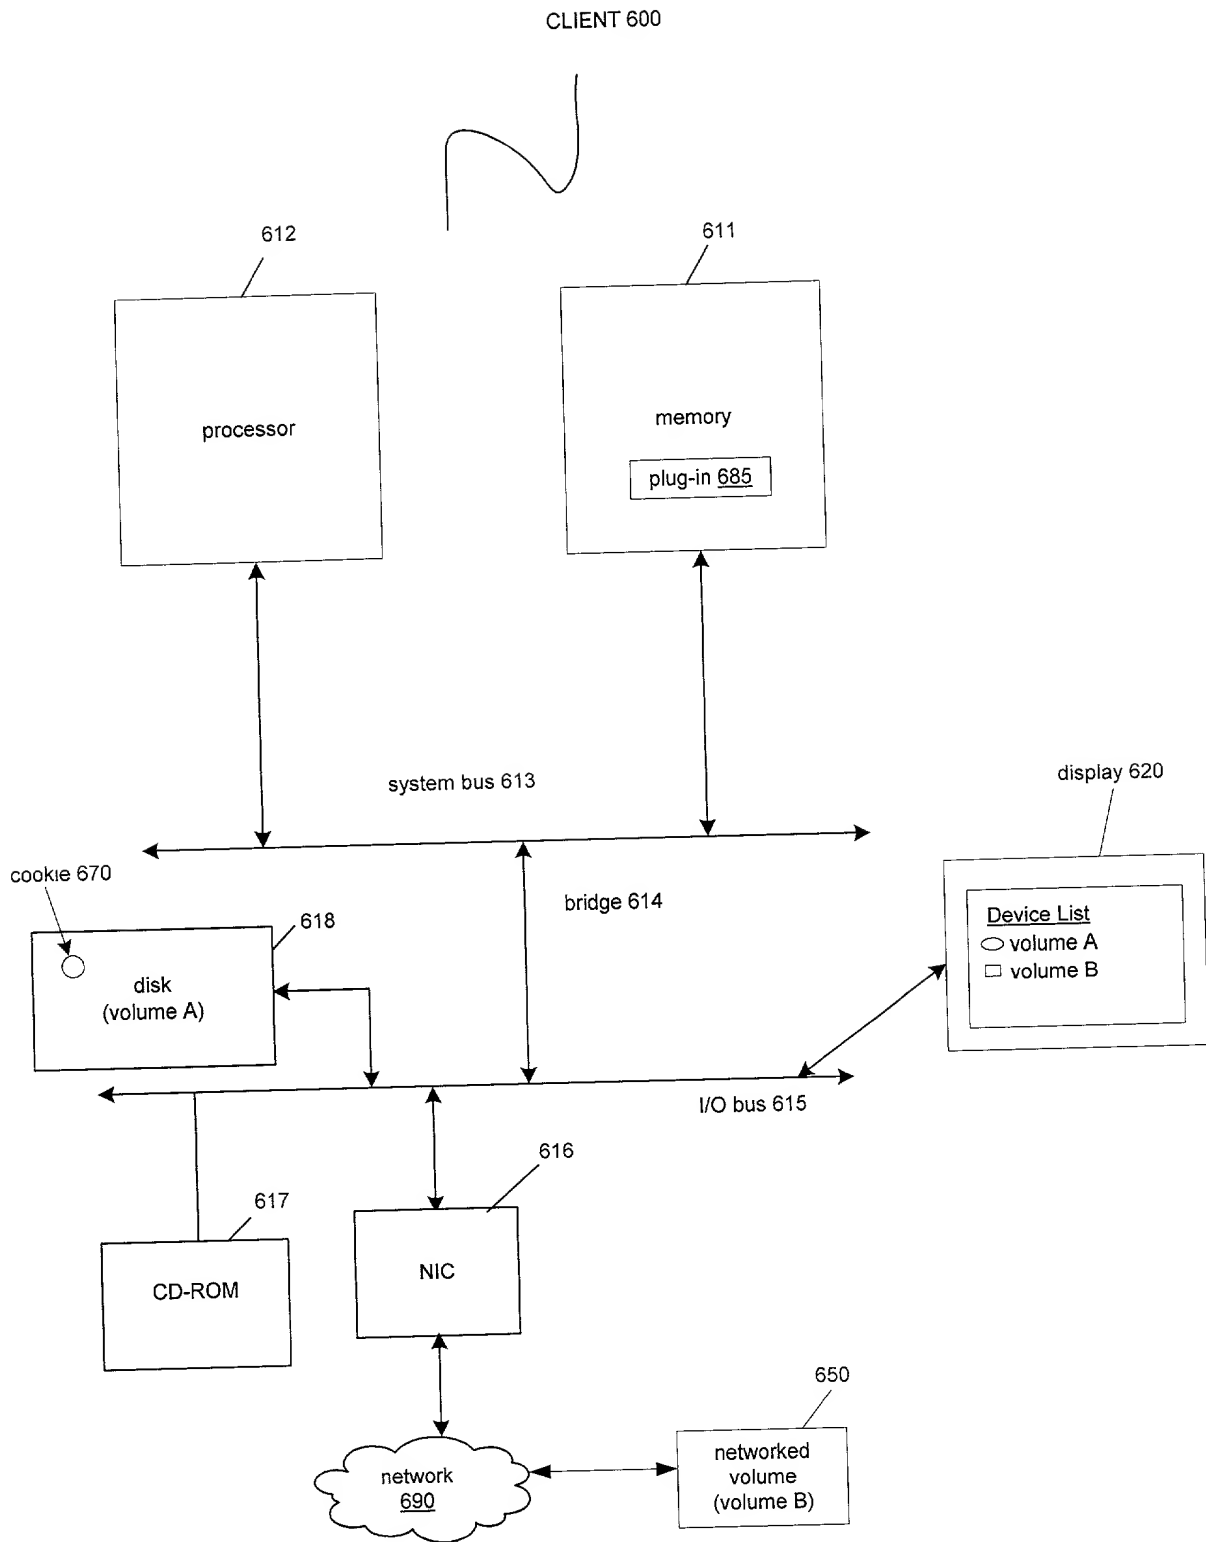 CLIENT 600
612
611
processor
memory
plug-in 685
system bus 613
display 620
cookie 670
bridge 614
618
Device List
volume A
volume B
disk
(volume A)
I/O bus 615
616
617
NIC
CD-ROM
650
network
690
networked
volume
(volume B)